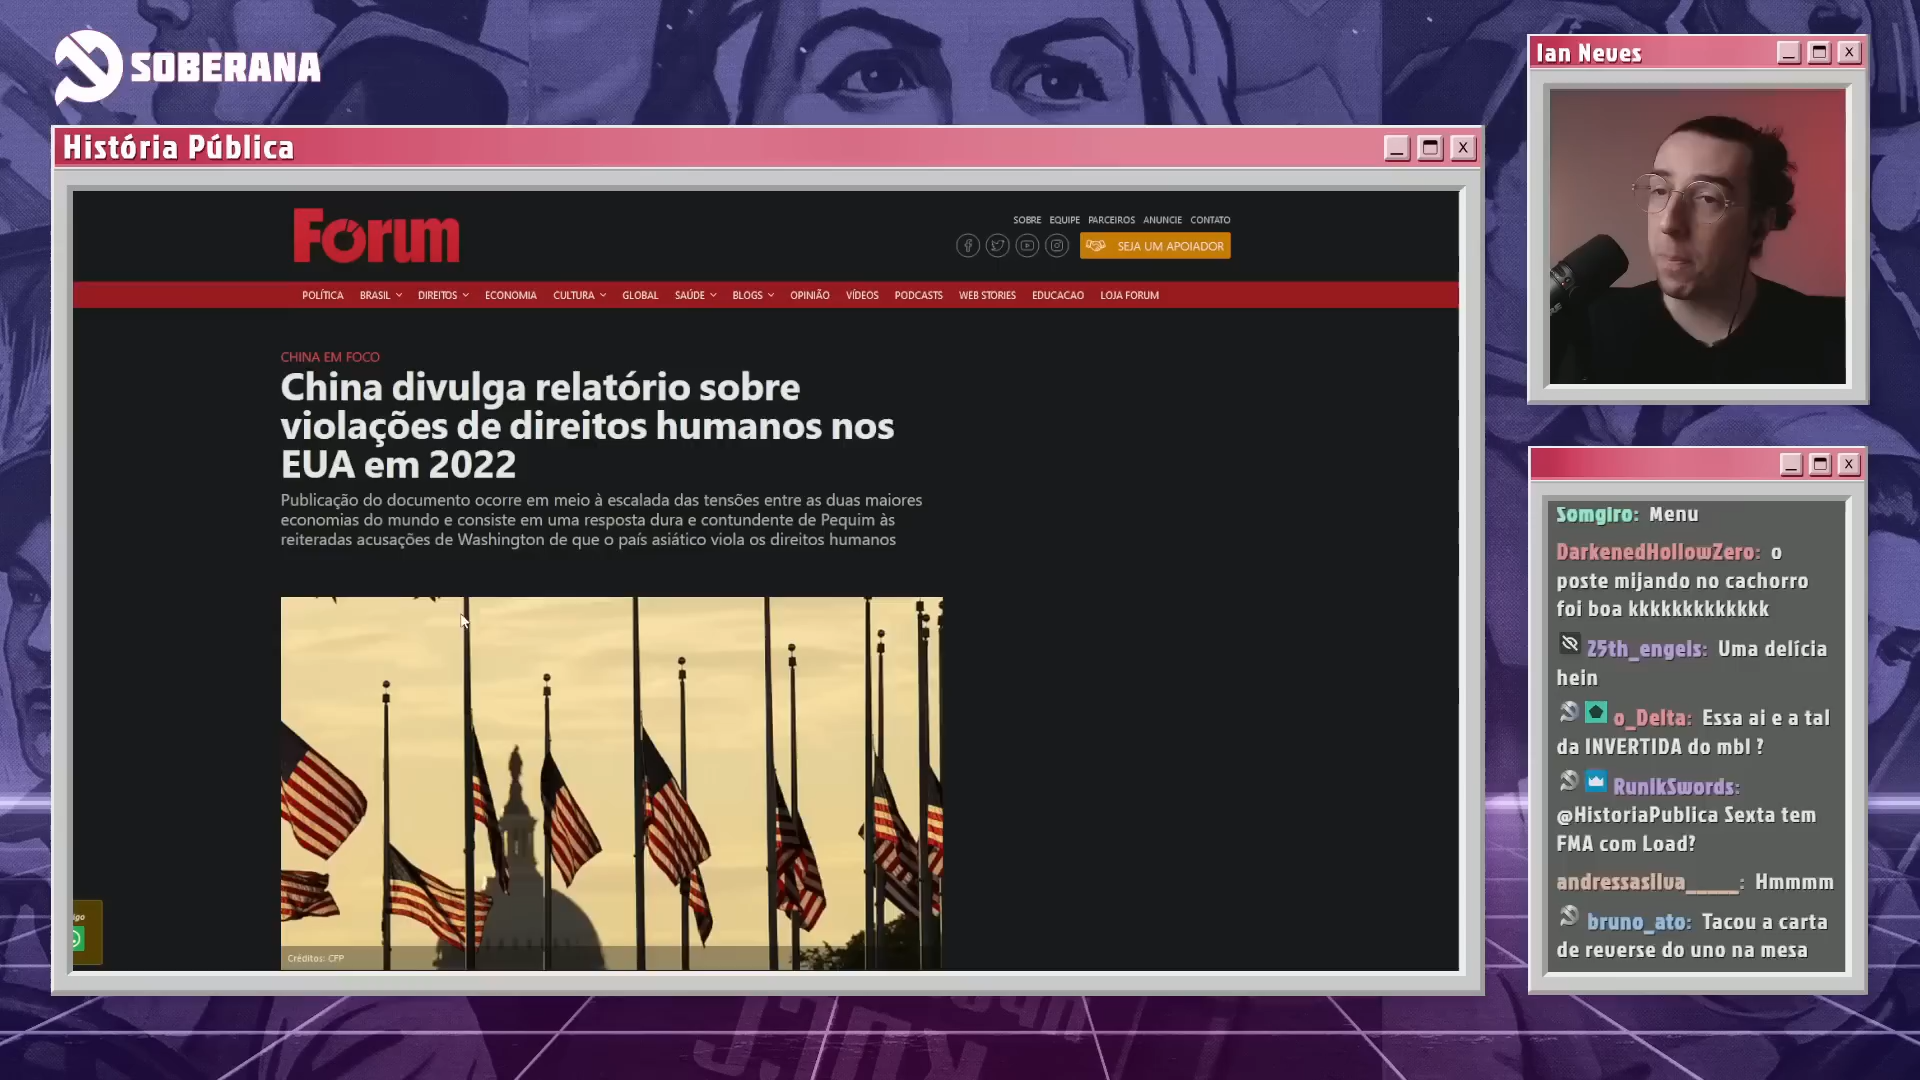 SOBERANA
História Pública
Forum
SOBRE EQUIPE PARCEIROS ANUNCIE CONTATO
SEJA UM APOIADOR
POLÍTICA BRASIL DIREITOS ECONOMIA CULTURA GLOBAL SAÚDE BLOGS OPINIÃO VÍDEOS PODCASTS WEB STORIES EDUCACAO LOJA FORUM
CHINA EM FOCO
China divulga relatório sobre
violações de direitos humanos nos
EUA em 2022
Publicação do documento ocorre em meio à escalada das tensões entre as duas maiores
economias do mundo e consiste em uma resposta dura e contundente de Pequim às
reiteradas acusações de Washington de que o país asiático viola os direitos humanos
Créditos: CFP
Ian Neves
Somgiro: Menu
DarkenedHollowZero: o
poste mijando no cachorro
foi boa kkkkkkkkkkkkk
25th_engels: Uma delícia
hein
o_Delta: Essa ai e a tal
da INVERTIDA do mbl ?
RunikSwords:
@HistoriaPublica Sexta tem
FMA com Load?
andressasilva_____: Hmmmm
bruno_ato: Tacou a carta
de reverse do uno na mesa